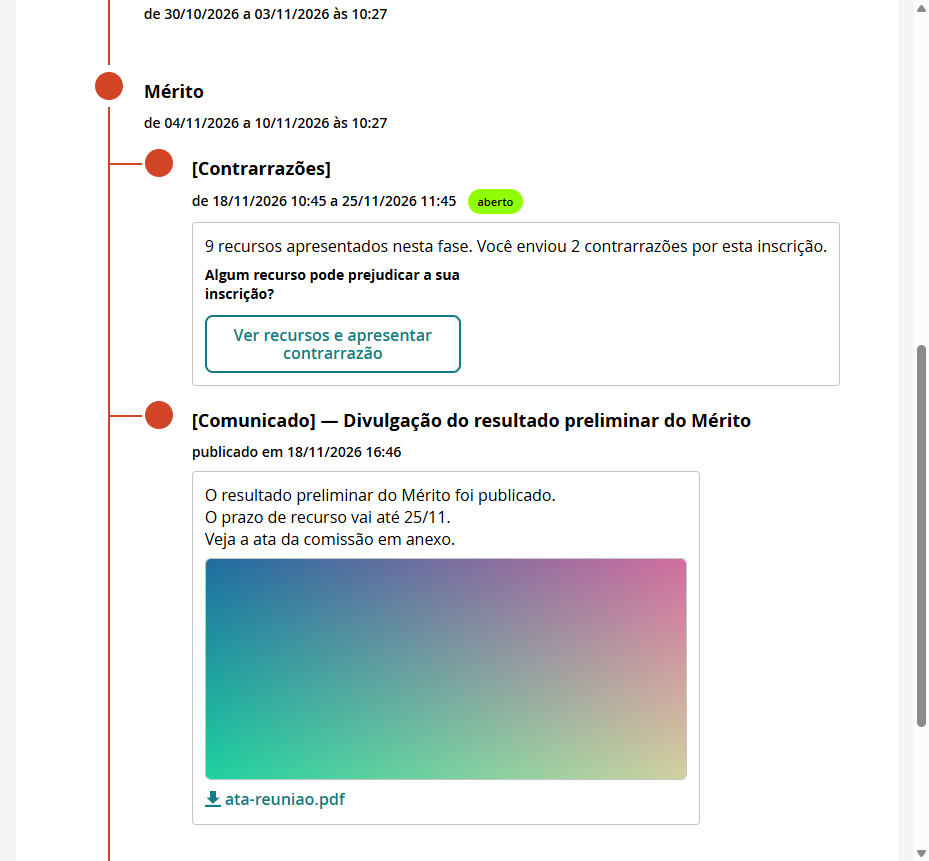 de 30/10/2026 a 03/11/2026 às 10:27
Mérito
de 04/11/2026 a 10/11/2026 às 10:27
[Contrarrazões]
de 18/11/2026 10:45 a 25/11/2026 11:45 aberto
9 recursos apresentados nesta fase. Você enviou 2 contrarrazões por esta inscrição.
Algum recurso pode prejudicar a sua
inscrição?
Ver recursos e apresentar
contrarrazão
[Comunicado] — Divulgação do resultado preliminar do Mérito
publicado em 18/11/2026 16:46
O resultado preliminar do Mérito foi publicado.
O prazo de recurso vai até 25/11.
Veja a ata da comissão em anexo.
ata-reuniao.pdf